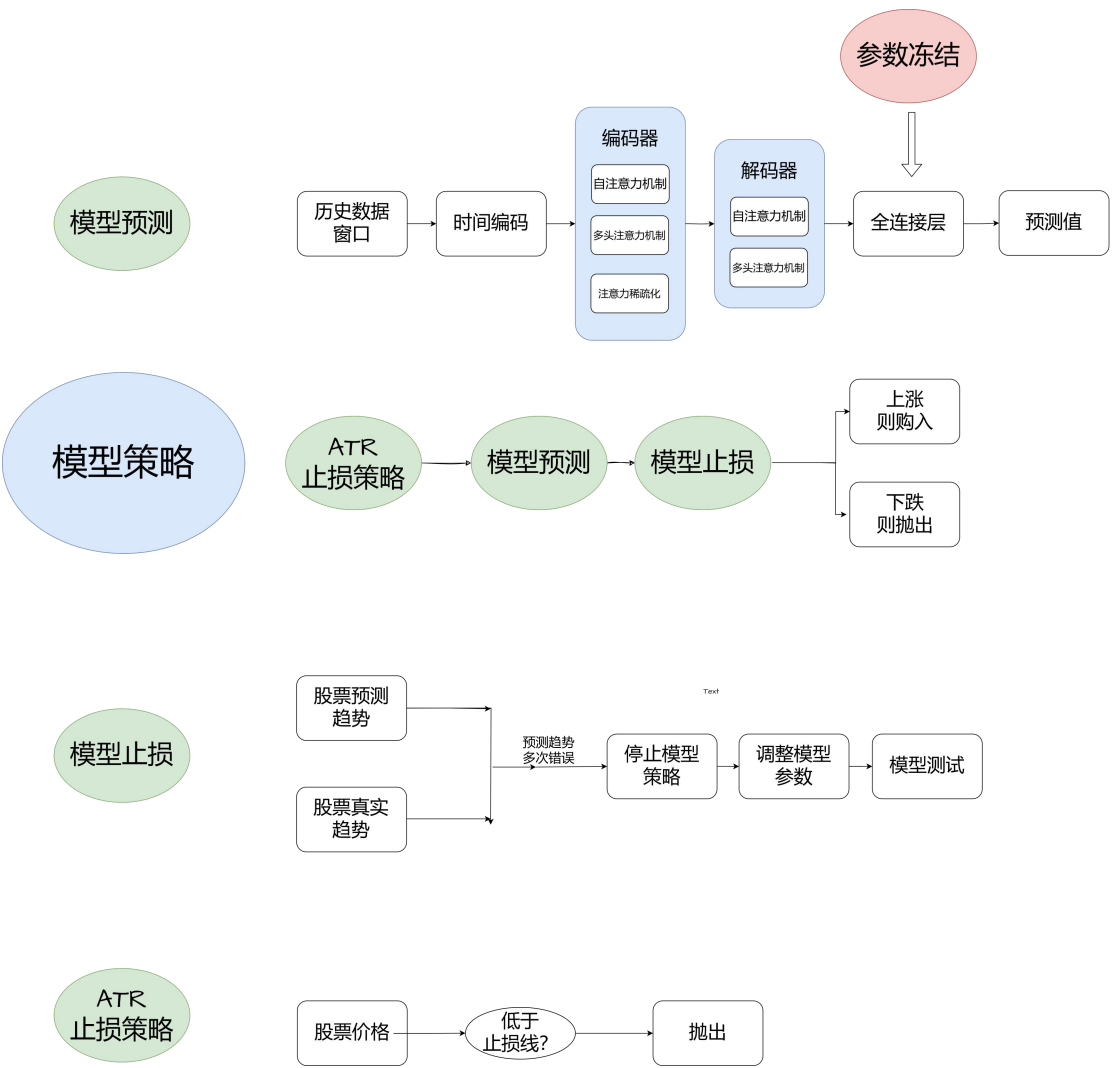 参数冻结
编码器
自注意力机制
多头注意力机制
注意力稀疏化
解码器
自注意力机制
多头注意力机制
模型预测
历史数据
窗口
时间编码
全连接层
预测值
模型策略
ATR
止损策略
模型预测
模型止损
上涨
则购入
下跌
则抛出
模型止损
股票预测
趋势
股票真实
趋势
预测趋势
多次错误
Text
停止模型
策略
调整模型
参数
模型测试
ATR
止损策略
股票价格
低于
止损线?
抛出